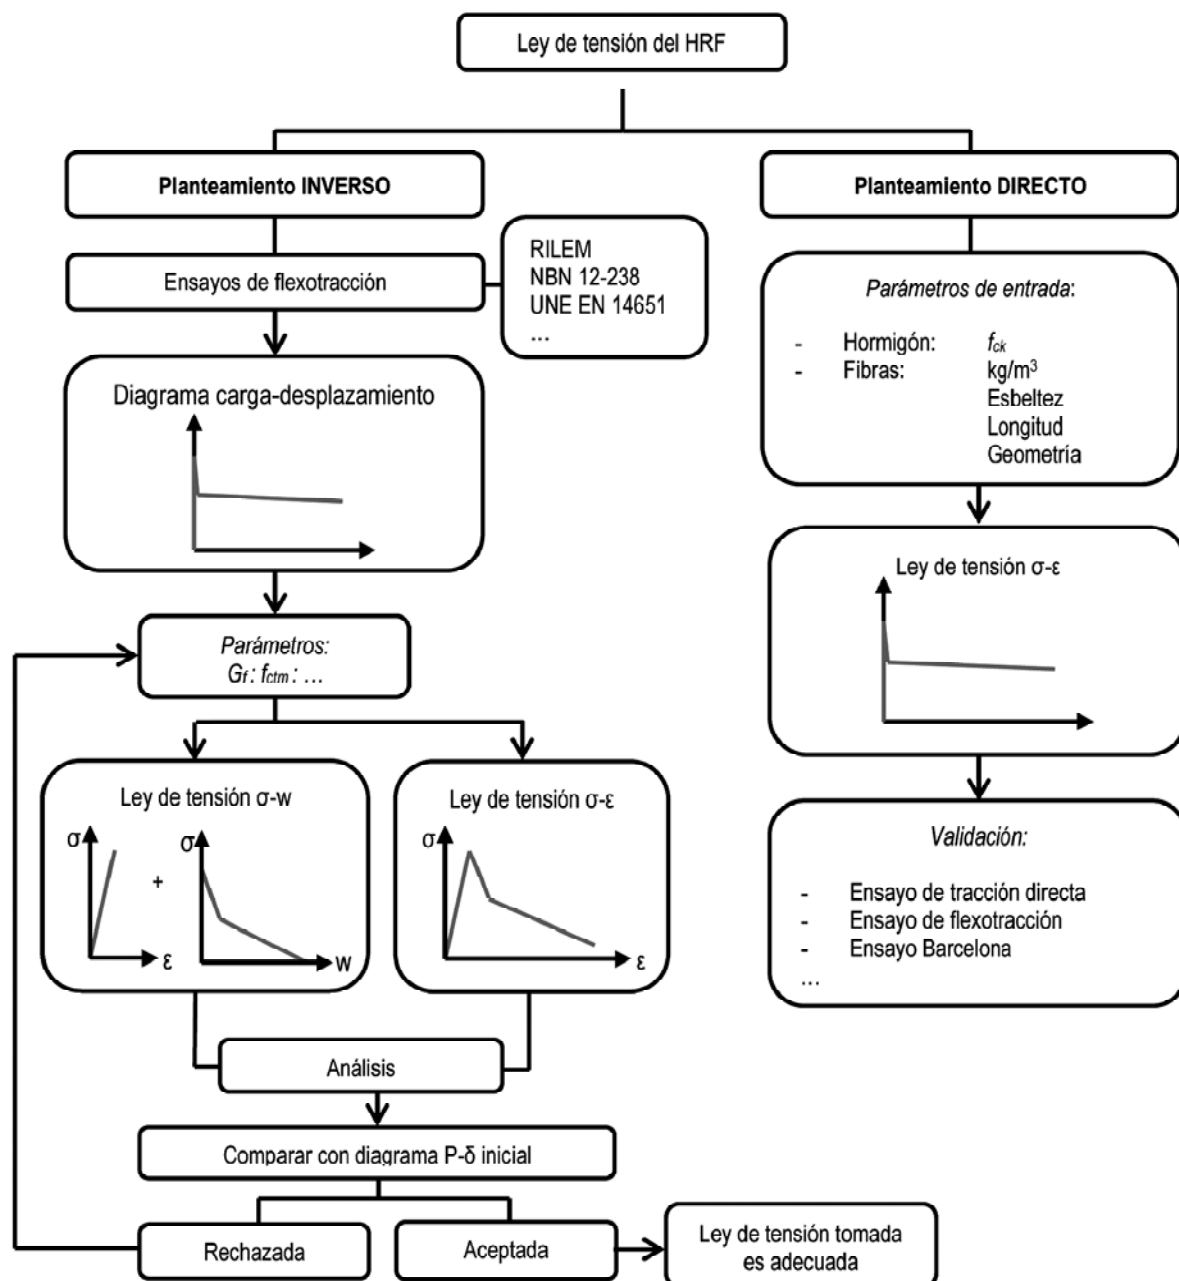 Ley de tensión del HRF
Planteamiento INVERSO
Ensayos de flexotracción
RILEM
NBN 12-238
UNE EN 14651
...
Diagrama carga-desplazamiento
Parámetros:
Gf : fctm : ...
Ley de tensión σ-w
σ
ε
+
σ
w
Ley de tensión σ-ε
σ
ε
Análisis
Comparar con diagrama P-δ inicial
Rechazada
Aceptada
Ley de tensión tomada
es adecuada
Planteamiento DIRECTO
Parámetros de entrada:
- Hormigón: fck
- Fibras: kg/m³
Esbeltez
Longitud
Geometría
Ley de tensión σ-ε
Validación:
- Ensayo de tracción directa
- Ensayo de flexotracción
- Ensayo Barcelona
...